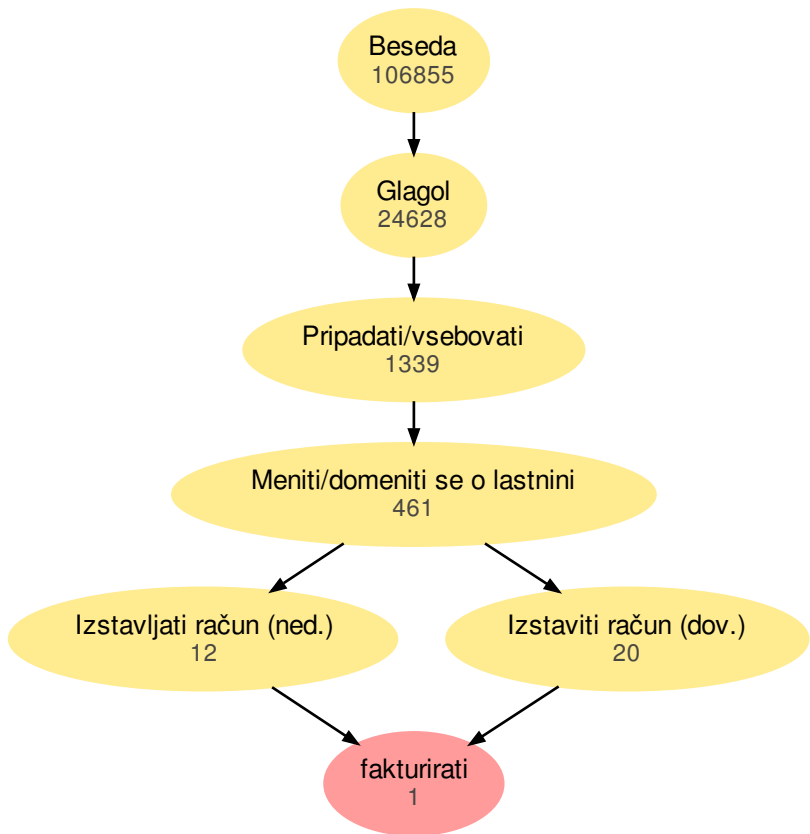 Beseda
106855
Glagol
24628
Pripadati/vsebovati
1339
Meniti/domeniti se o lastnini
461
Izstavljati račun (ned.)
12
Izstaviti račun (dov.)
20
fakturirati
1